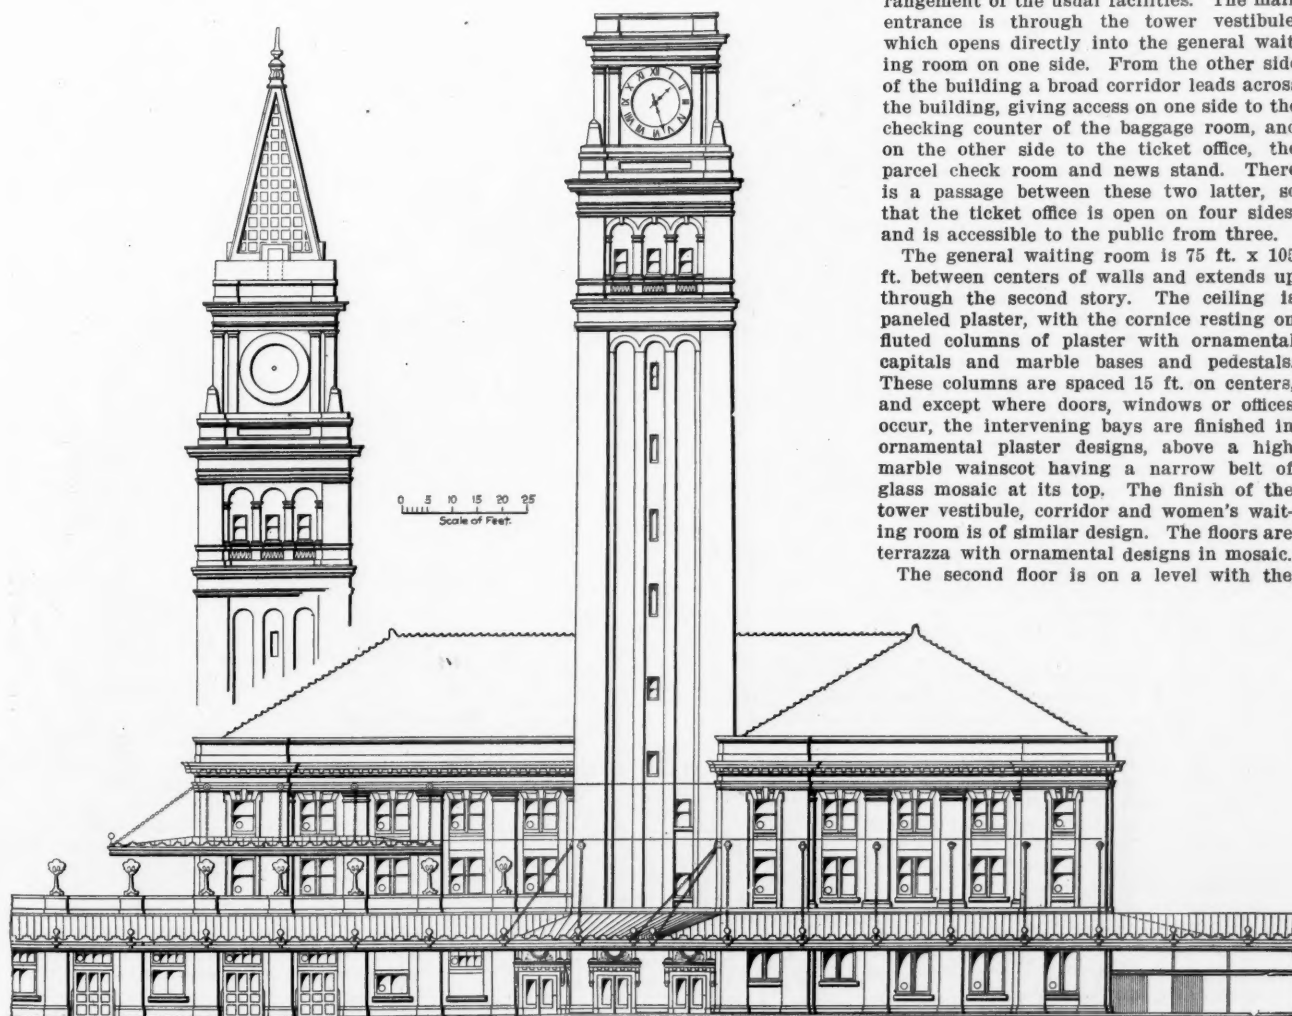 rangement of the usual facilities. The main
entrance is through the tower vestibule
which opens directly into the general wait
ing room on one side. From the other side
of the building a broad corridor leads across
the building, giving access on one side to the
checking counter of the baggage room, and
on the other side to the ticket office, the
parcel check room and news stand. There
is a passage between these two latter, so
that the ticket office is open on four sides
and is accessible to the public from three.
The general waiting room is 75 ft. x 105
ft. between centers of walls and extends up
through the second story. The ceiling is
paneled plaster, with the cornice resting on
fluted columns of plaster with ornamental
capitals and marble bases and pedestals.
These columns are spaced 15 ft. on centers,
and except where doors, windows or offices
occur, the intervening bays are finished in
ornamental plaster designs, above a high
marble wainscot having a narrow belt of
glass mosaic at its top. The finish of the
tower vestibule, corridor and women's wait-
ing room is of similar design. The floors are
terrazza with ornamental designs in mosaic.
The second floor is on a level with the
XII I II III IV V VI VII VIII IX X XI
0 5 10 15 20 25
Scale of Feet.